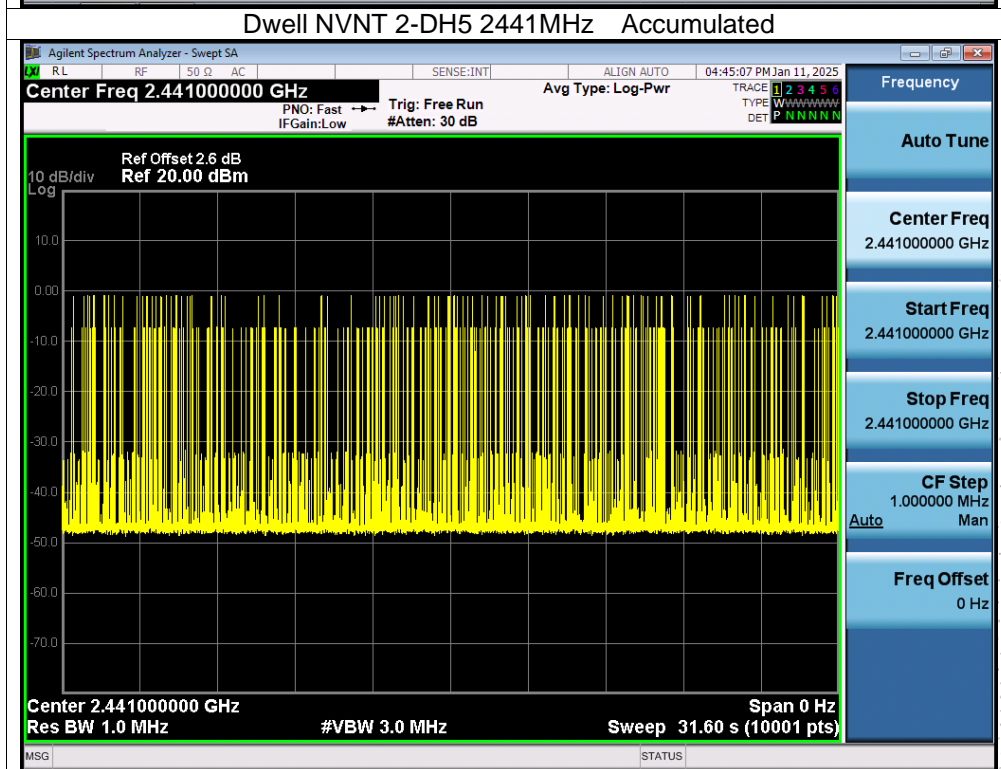 Dwell NVNT 2-DH5 2441MHz Accumulated
Agilent Spectrum Analyzer - Swept SA
LXI RL RF 50 Ω AC SENSE:INT ALIGN AUTO 04:45:07 PM Jan 11, 2025
Center Freq 2.441000000 GHz
PNO: Fast
IFGain:Low
Trig: Free Run
#Atten: 30 dB
Avg Type: Log-Pwr
TRACE 1 2 3 4 5 6
TYPE WWWWWWW
DET P N N N N N
Ref Offset 2.6 dB
10 dB/div Ref 20.00 dBm
Log
10.0
0.00
-10.0
-20.0
-30.0
-40.0
-50.0
-60.0
-70.0
Center 2.441000000 GHz Span 0 Hz
Res BW 1.0 MHz #VBW 3.0 MHz Sweep 31.60 s (10001 pts)
MSG STATUS
Frequency
Auto Tune
Center Freq
2.441000000 GHz
Start Freq
2.441000000 GHz
Stop Freq
2.441000000 GHz
CF Step
1.000000 MHz
Auto Man
Freq Offset
0 Hz